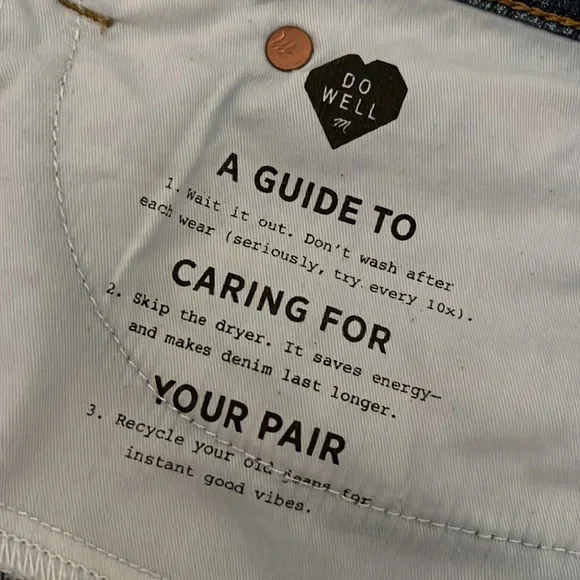 DO
WELL
m
A GUIDE TO
1. Wait it out. Don't wash after
each wear (seriously, try every 10x).
CARING FOR
2. Skip the dryer. It saves energy—
and makes denim last longer.
YOUR PAIR
3. Recycle your old jeans for
instant good vibes.